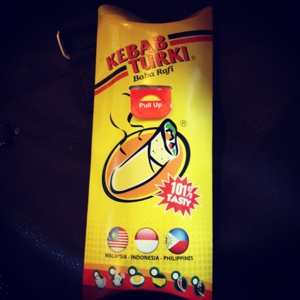 KEBAB
TURKI®
Baba Rafi
Pull Up
®
101%
TASTY
MALAYSIA - INDONESIA - PHILIPPINES